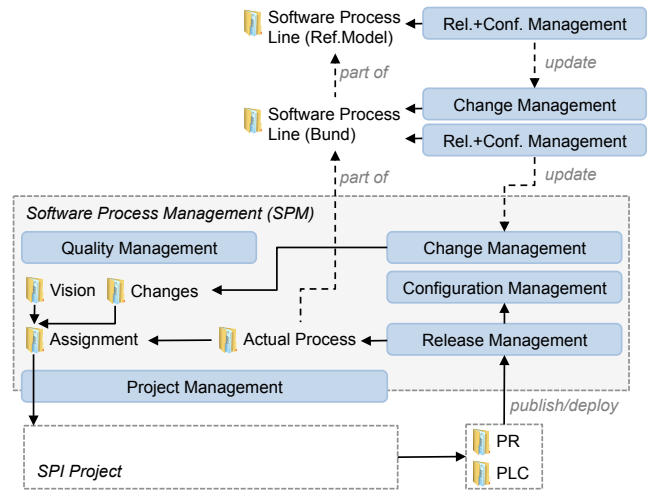 Software Process
Line (Ref.Model)
Rel.+Conf. Management
part of
update
Software Process
Line (Bund)
Change Management
Rel.+Conf. Management
part of
update
Software Process Management (SPM)
Quality Management
Change Management
Vision
Changes
Configuration Management
Assignment
Actual Process
Release Management
Project Management
publish/deploy
SPI Project
PR
PLC